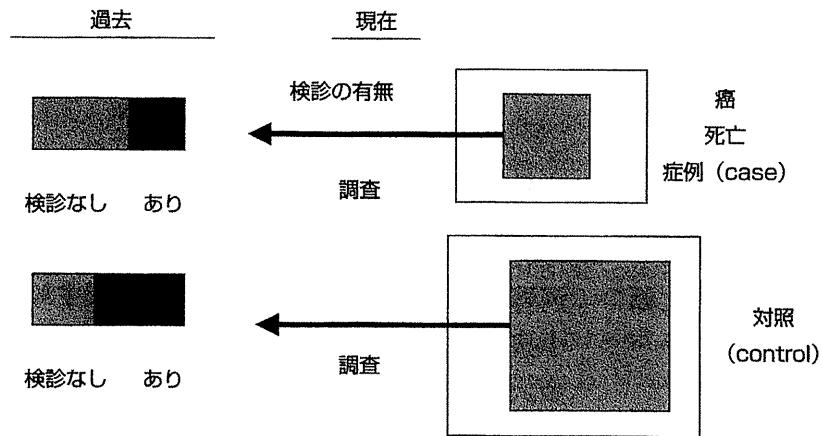 過去
現在
検診の有無
癌
死亡
症例（case）
調査
検診なし あり
対照
（control）
調査
検診なし あり